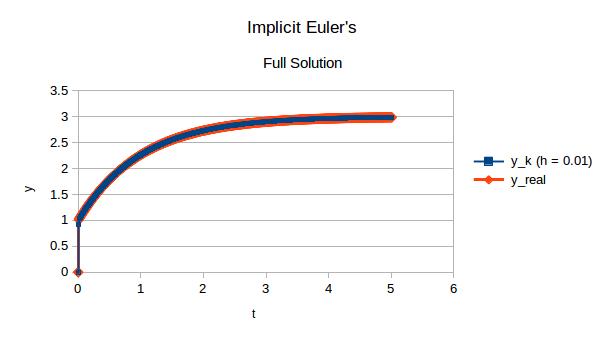 Implicit Euler's
Full Solution
3.5
3
2.5
2
1.5
1
0.5
0
y
0 1 2 3 4 5 6
t
y_k (h = 0.01)
y_real